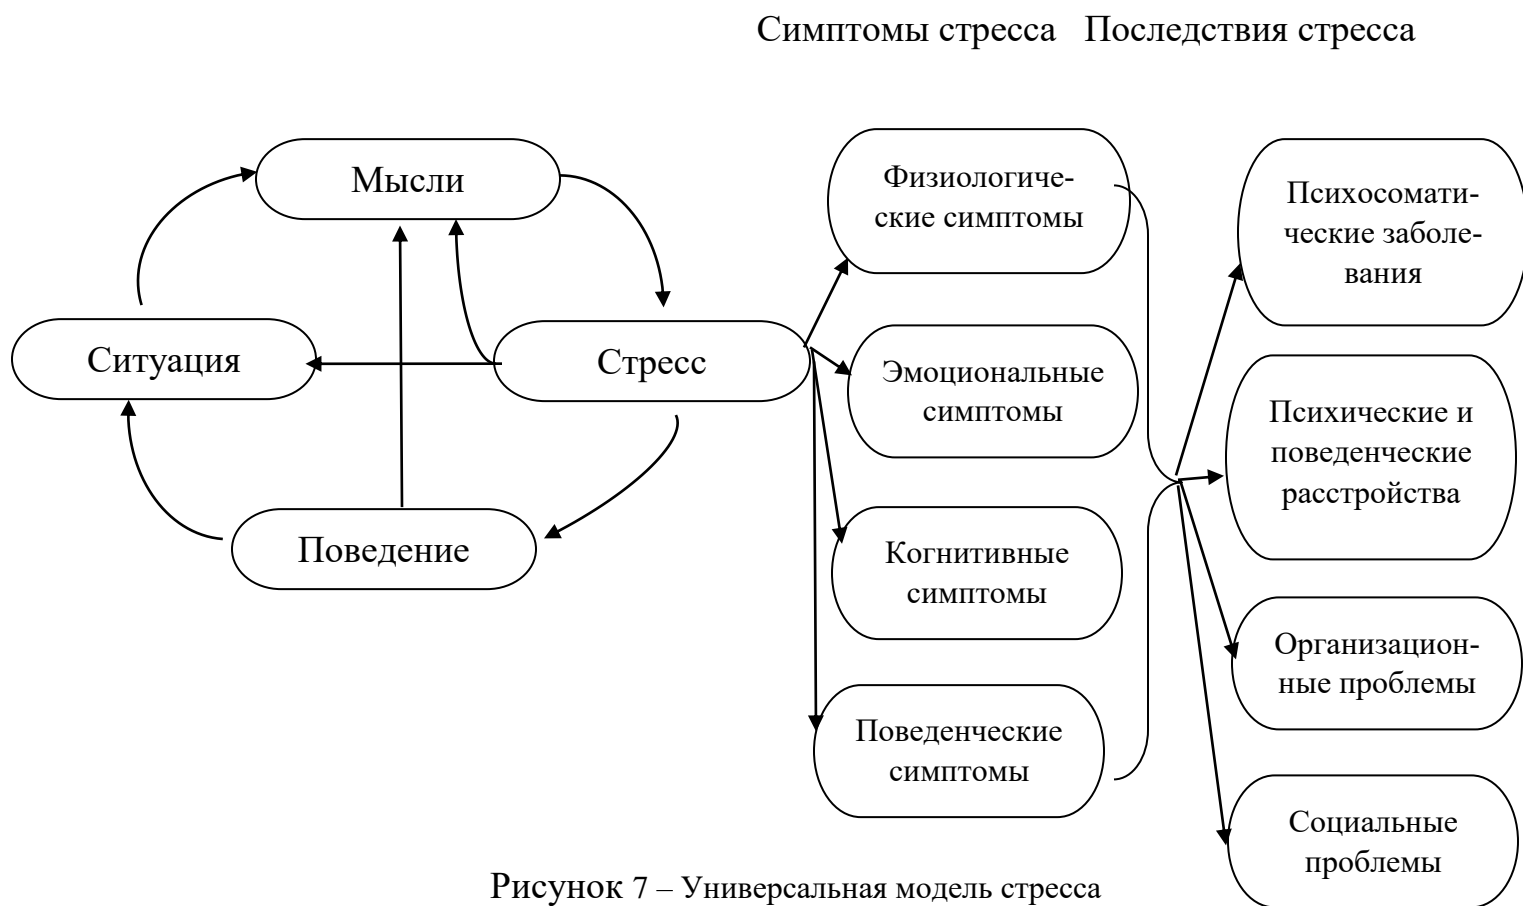 Симптомы стресса Последствия стресса
Мысли
Ситуация
Стресс
Поведение
Физиологиче-
ские симптомы
Эмоциональные
симптомы
Когнитивные
симптомы
Поведенческие
симптомы
Психосомати-
ческие заболе-
вания
Психические и
поведенческие
расстройства
Организацион-
ные проблемы
Социальные
проблемы
Рисунок 7 – Универсальная модель стресса